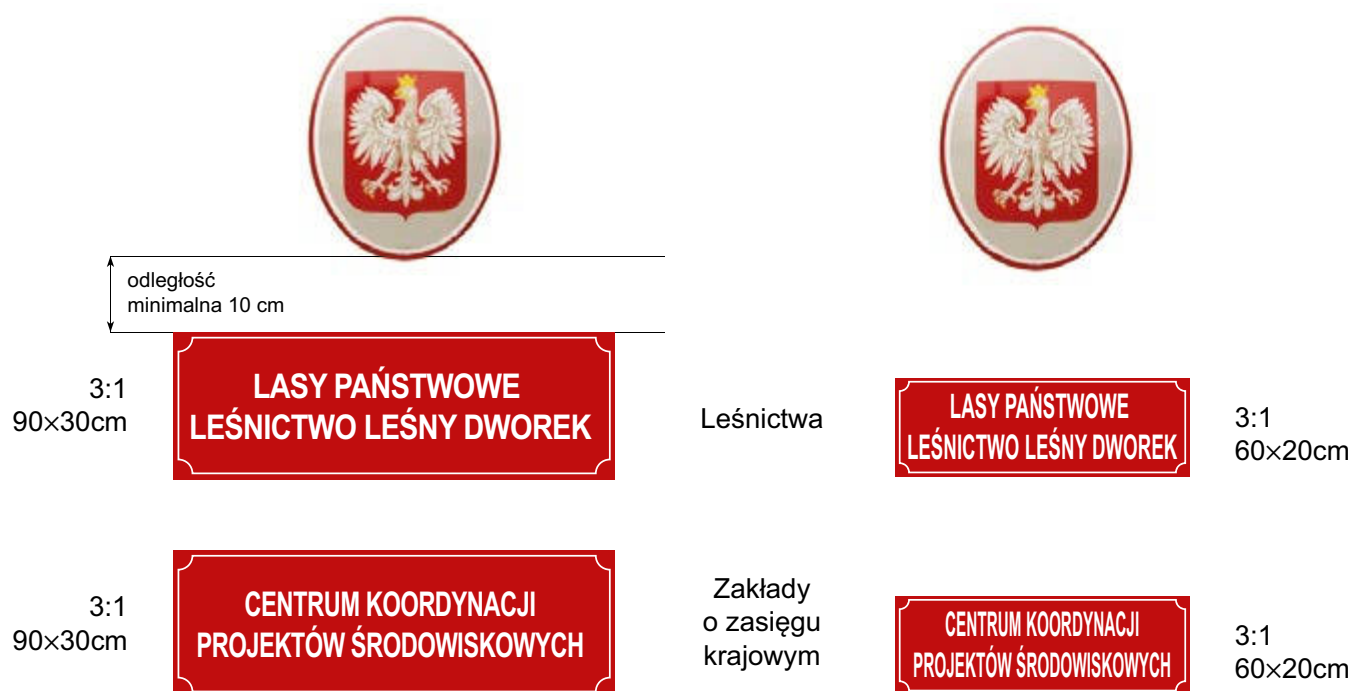 odległość
minimalna 10 cm
3:1
90×30cm
LASY PAŃSTWOWE
LEŚNICTWO LEŚNY DWOREK
Leśnictwa
LASY PAŃSTWOWE
LEŚNICTWO LEŚNY DWOREK
3:1
60×20cm
3:1
90×30cm
CENTRUM KOORDYNACJI
PROJEKTÓW ŚRODOWISKOWYCH
Zakłady
o zasięgu
krajowym
CENTRUM KOORDYNACJI
PROJEKTÓW ŚRODOWISKOWYCH
3:1
60×20cm